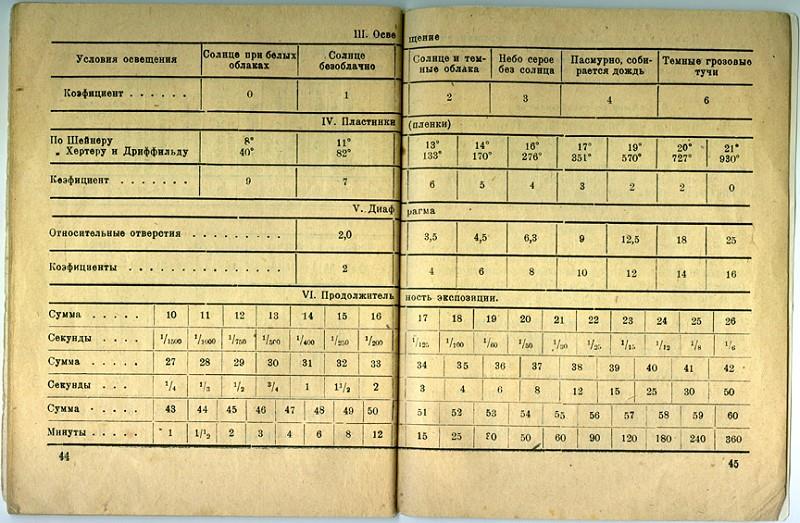 III. Освещение
Условия освещения | Солнце при белых облаках | Солнце безоблачно | Солнце и темные облака | Небо серое без солнца | Пасмурно, собирается дождь | Темные грозовые тучи
Коэфициент . . . . . . 0 1 2 3 4 6
IV. Пластинки (пленки)
По Шейнеру 8° 11° 13° 14° 16° 17° 19° 20° 21°
„ Хертеру и Дриффильду 40° 82° 133° 170° 276° 351° 570° 727° 930°
Коэфициент . . . . . . . 9 7 6 5 4 3 2 2 0
V. Диафрагма
Относительные отверстия . . . . . . . . . 2,0 3,5 4,5 6,3 9 12,5 18 25
Коэфициенты . . . . . . . . . . . . . . . 2 4 6 8 10 12 14 16
VI. Продолжительность экспозиции.
Сумма . . . . . 10 11 12 13 14 15 16 17 18 19 20 21 22 23 24 25 26
Секунды . . . . 1/1500 1/1000 1/750 1/500 1/400 1/250 1/200 1/125 1/100 1/60 1/50 1/30 1/25 1/15 1/12 1/8 1/6
Сумма . . . . . 27 28 29 30 31 32 33 34 35 36 37 38 39 40 41 42
Секунды . . . 1/4 1/3 1/2 3/4 1 1 1/2 2 3 4 6 8 12 15 25 30 50
Сумма . . . . . 43 44 45 46 47 48 49 50 51 52 53 54 55 56 57 58 59 60
Минуты . . . . . 1 1/1/2 2 3 4 6 8 12 15 25 30 50 60 90 120 180 240 360
44
45